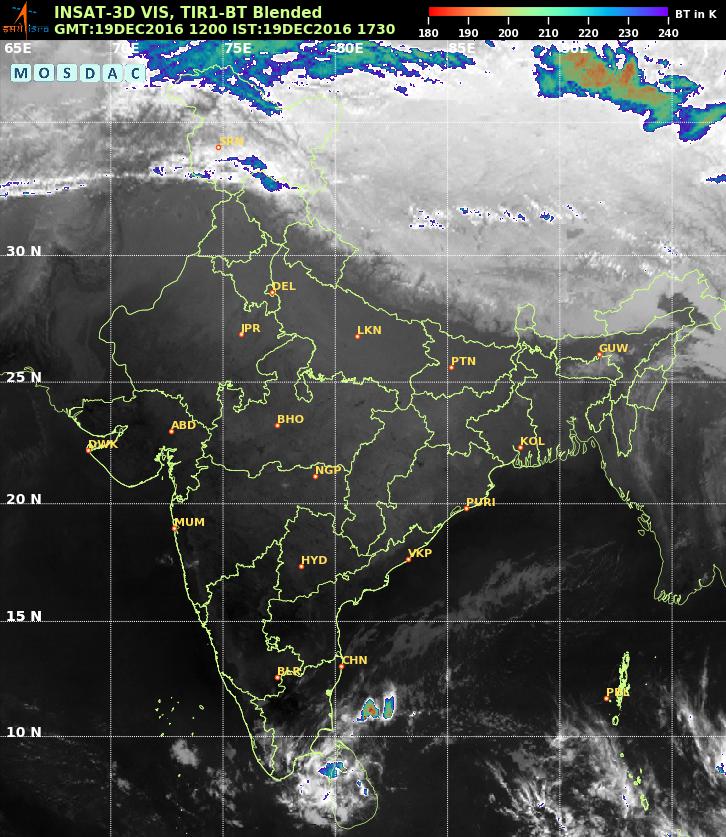 INSAT-3D VIS, TIR1-BT Blended
GMT:19DEC2016 1200 IST:19DEC2016 1730
BT in K
180 190 200 210 220 230 240
65E 70E 75E 80E 85E 90E
M O S D A C
SRN
30 N
DEL
JPR
LKN
GUW
PTN
25 N
ABD
BHO
DWK
KOL
NGP
20 N
PURI
MUM
VKP
HYD
15 N
CHN
BLR
PBL
10 N